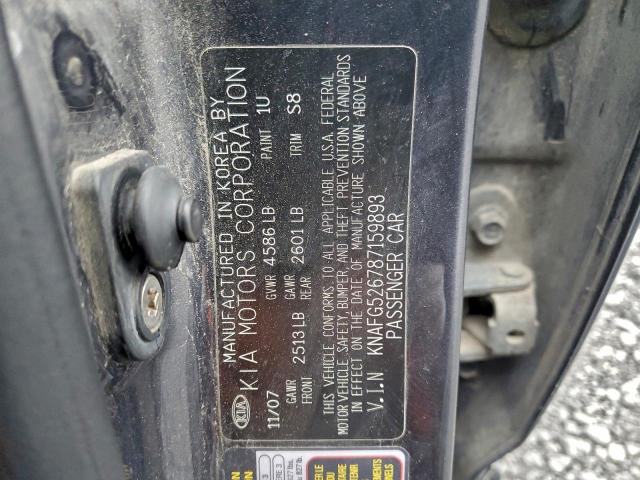 MANUFACTURED IN KOREA BY
KIA KIA MOTORS CORPORATION
11/07 GVWR 4586 LB PAINT 1U
GAWR FRONT 2513 LB GAWR REAR 2601 LB TRIM S8
THIS VEHICLE CONFORMS TO ALL APPLICABLE U.S.A. FEDERAL
MOTOR VEHICLE SAFETY, BUMPER, AND THEFT PREVENTION STANDARDS
IN EFFECT ON THE DATE OF MANUFACTURE SHOWN ABOVE
V.I.N KNAFG526787159893
PASSENGER CAR